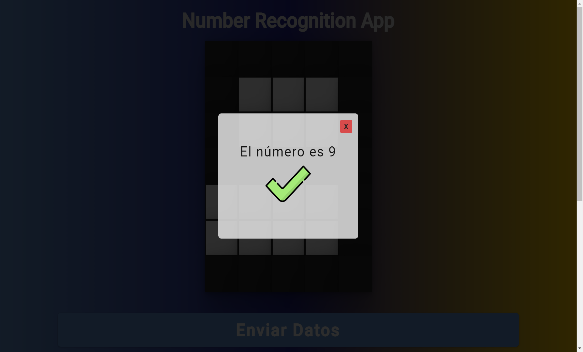 Number Recognition App
X
El número es 9
Enviar Datos